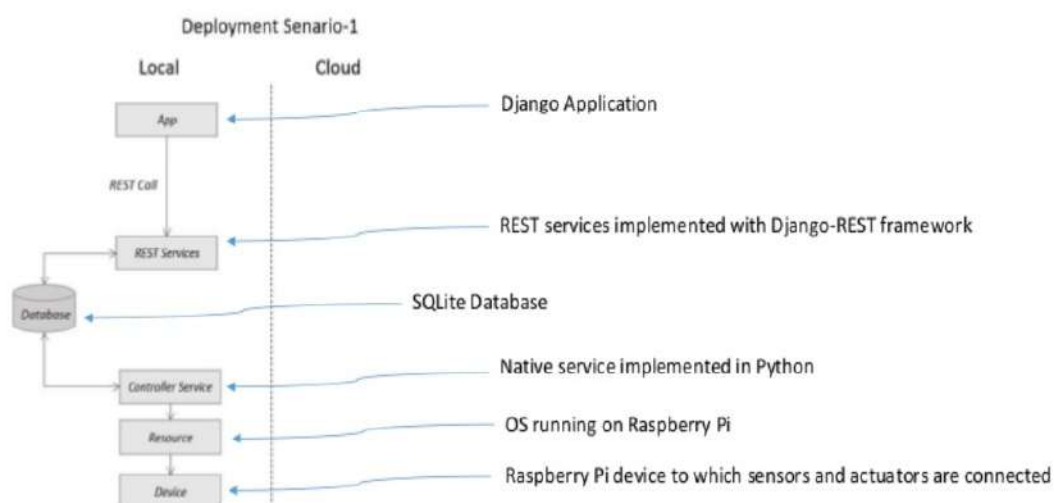 Deployment Senario-1
Local
Cloud
App
Django Application
REST Call
REST Services
REST services implemented with Django-REST framework
Database
SQLite Database
Controller Service
Native service implemented in Python
Resource
OS running on Raspberry Pi
Device
Raspberry Pi device to which sensors and actuators are connected